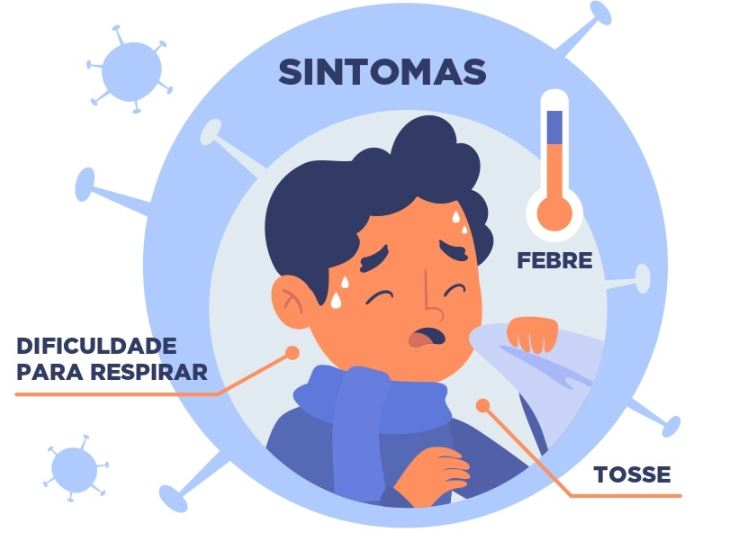 SINTOMAS
FEBRE
DIFICULDADE
PARA RESPIRAR
TOSSE